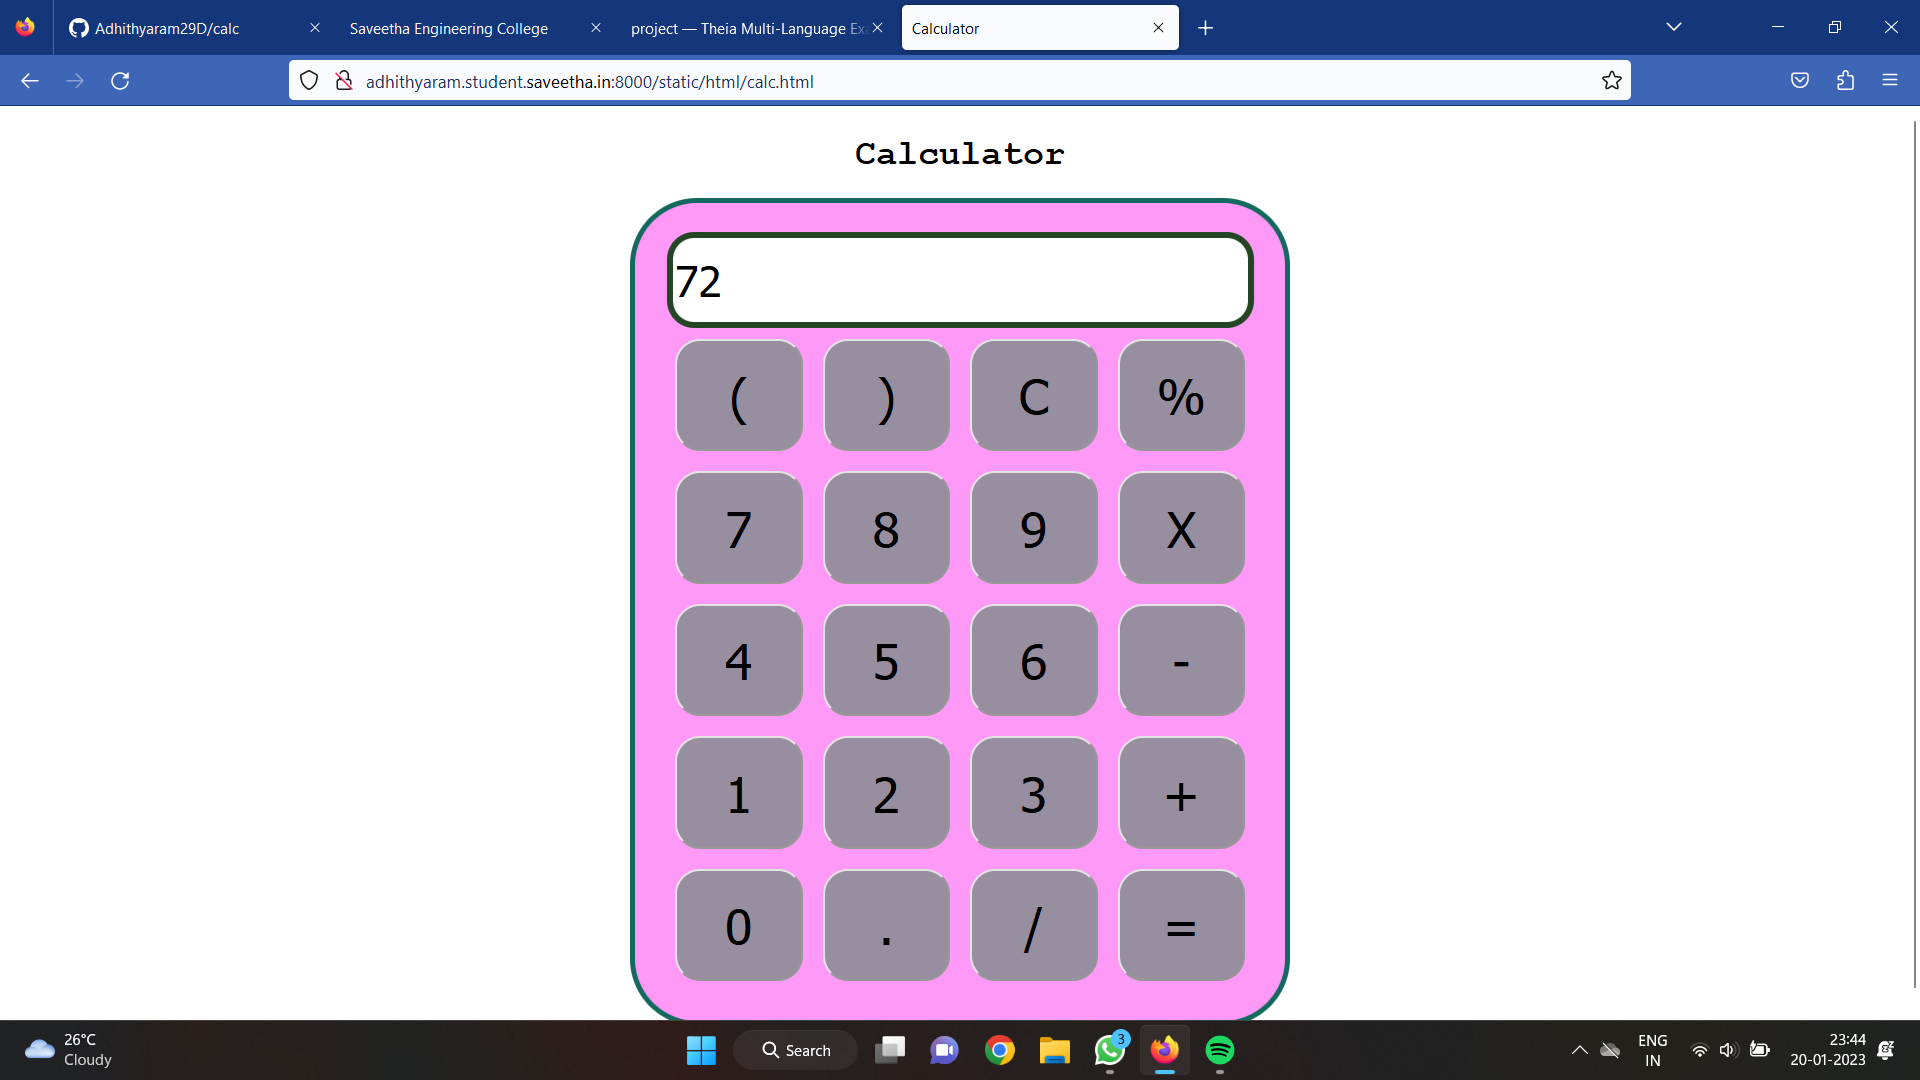 Adhithyaram29D/calc
Saveetha Engineering College
project — Theia Multi-Language Ex
Calculator
adhithyaram.student.saveetha.in:8000/static/html/calc.html
Calculator
72
( ) C %
7 8 9 X
4 5 6 -
1 2 3 +
0 . / =
26°C
Cloudy
Search
3
ENG
IN
23:44
20-01-2023